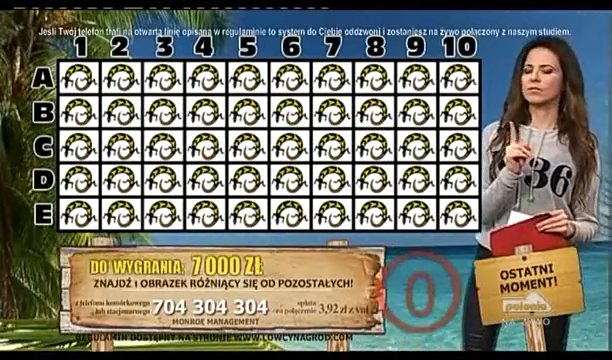 Jeśli Twój telefon trafi na otwartą linię opisaną w regulaminie to system do Ciebie oddzwoni i zostaniesz na żywo połączony z naszym studiem.
1 2 3 4 5 6 7 8 9 10
A
B
C
D
E
36
DO WYGRANIA: 7 000 ZŁ
ZNAJDŹ 1 OBRAZEK RÓŻNIĄCY SIĘ OD POZOSTAŁYCH!
z telefonu komórkowego
lub stacjonarnego
704 304 304
opłata
za połączenie 3,92 zł z vat
MONROE MANAGEMENT
0
OSTATNI
MOMENT!
polonia
NA ŻYWO
REGULAMIN DOSTĘPNY NA STRONIE WWW.LOWCYNAGROD.COM